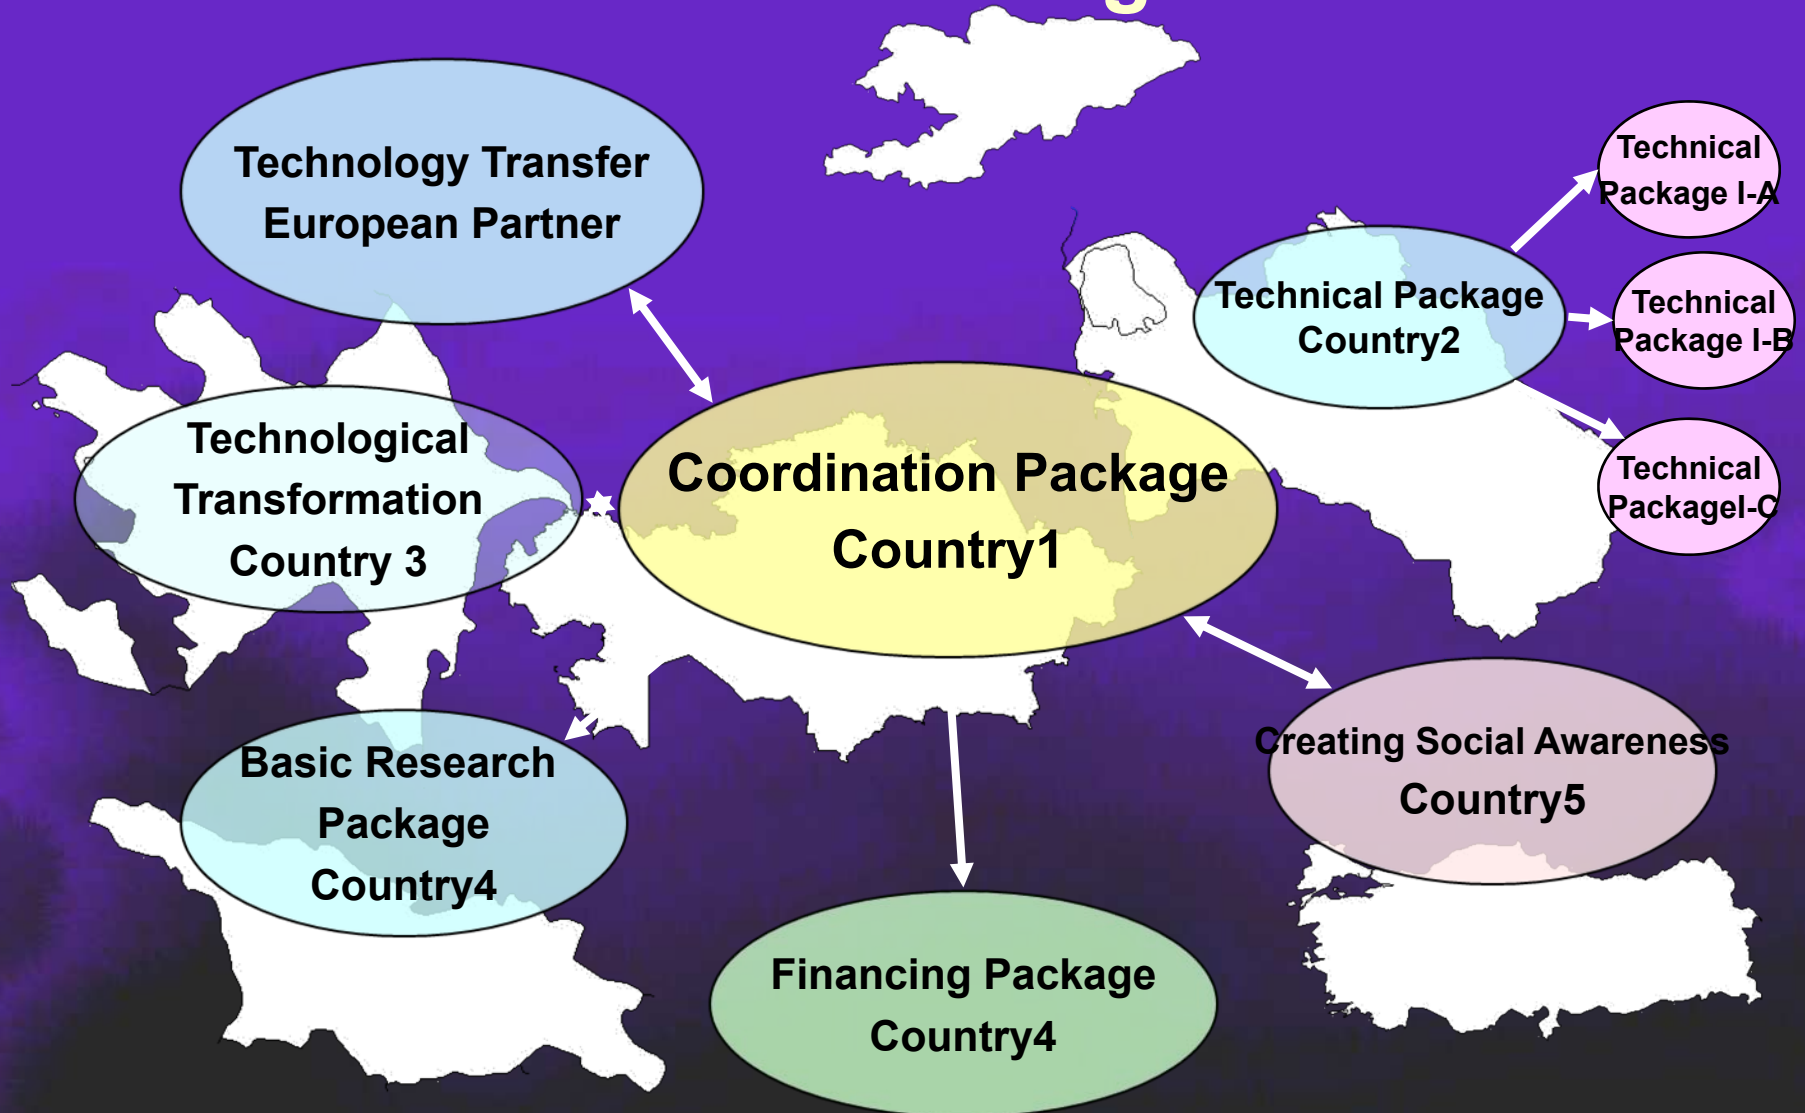 Technology Transfer
European Partner
Technical
Package I-A
Technical Package
Country2
Technical
Package I-B
Technological
Transformation
Country 3
Coordination Package
Country1
Technical
PackageI-C
Basic Research
Package
Country4
Creating Social Awareness
Country5
Financing Package
Country4